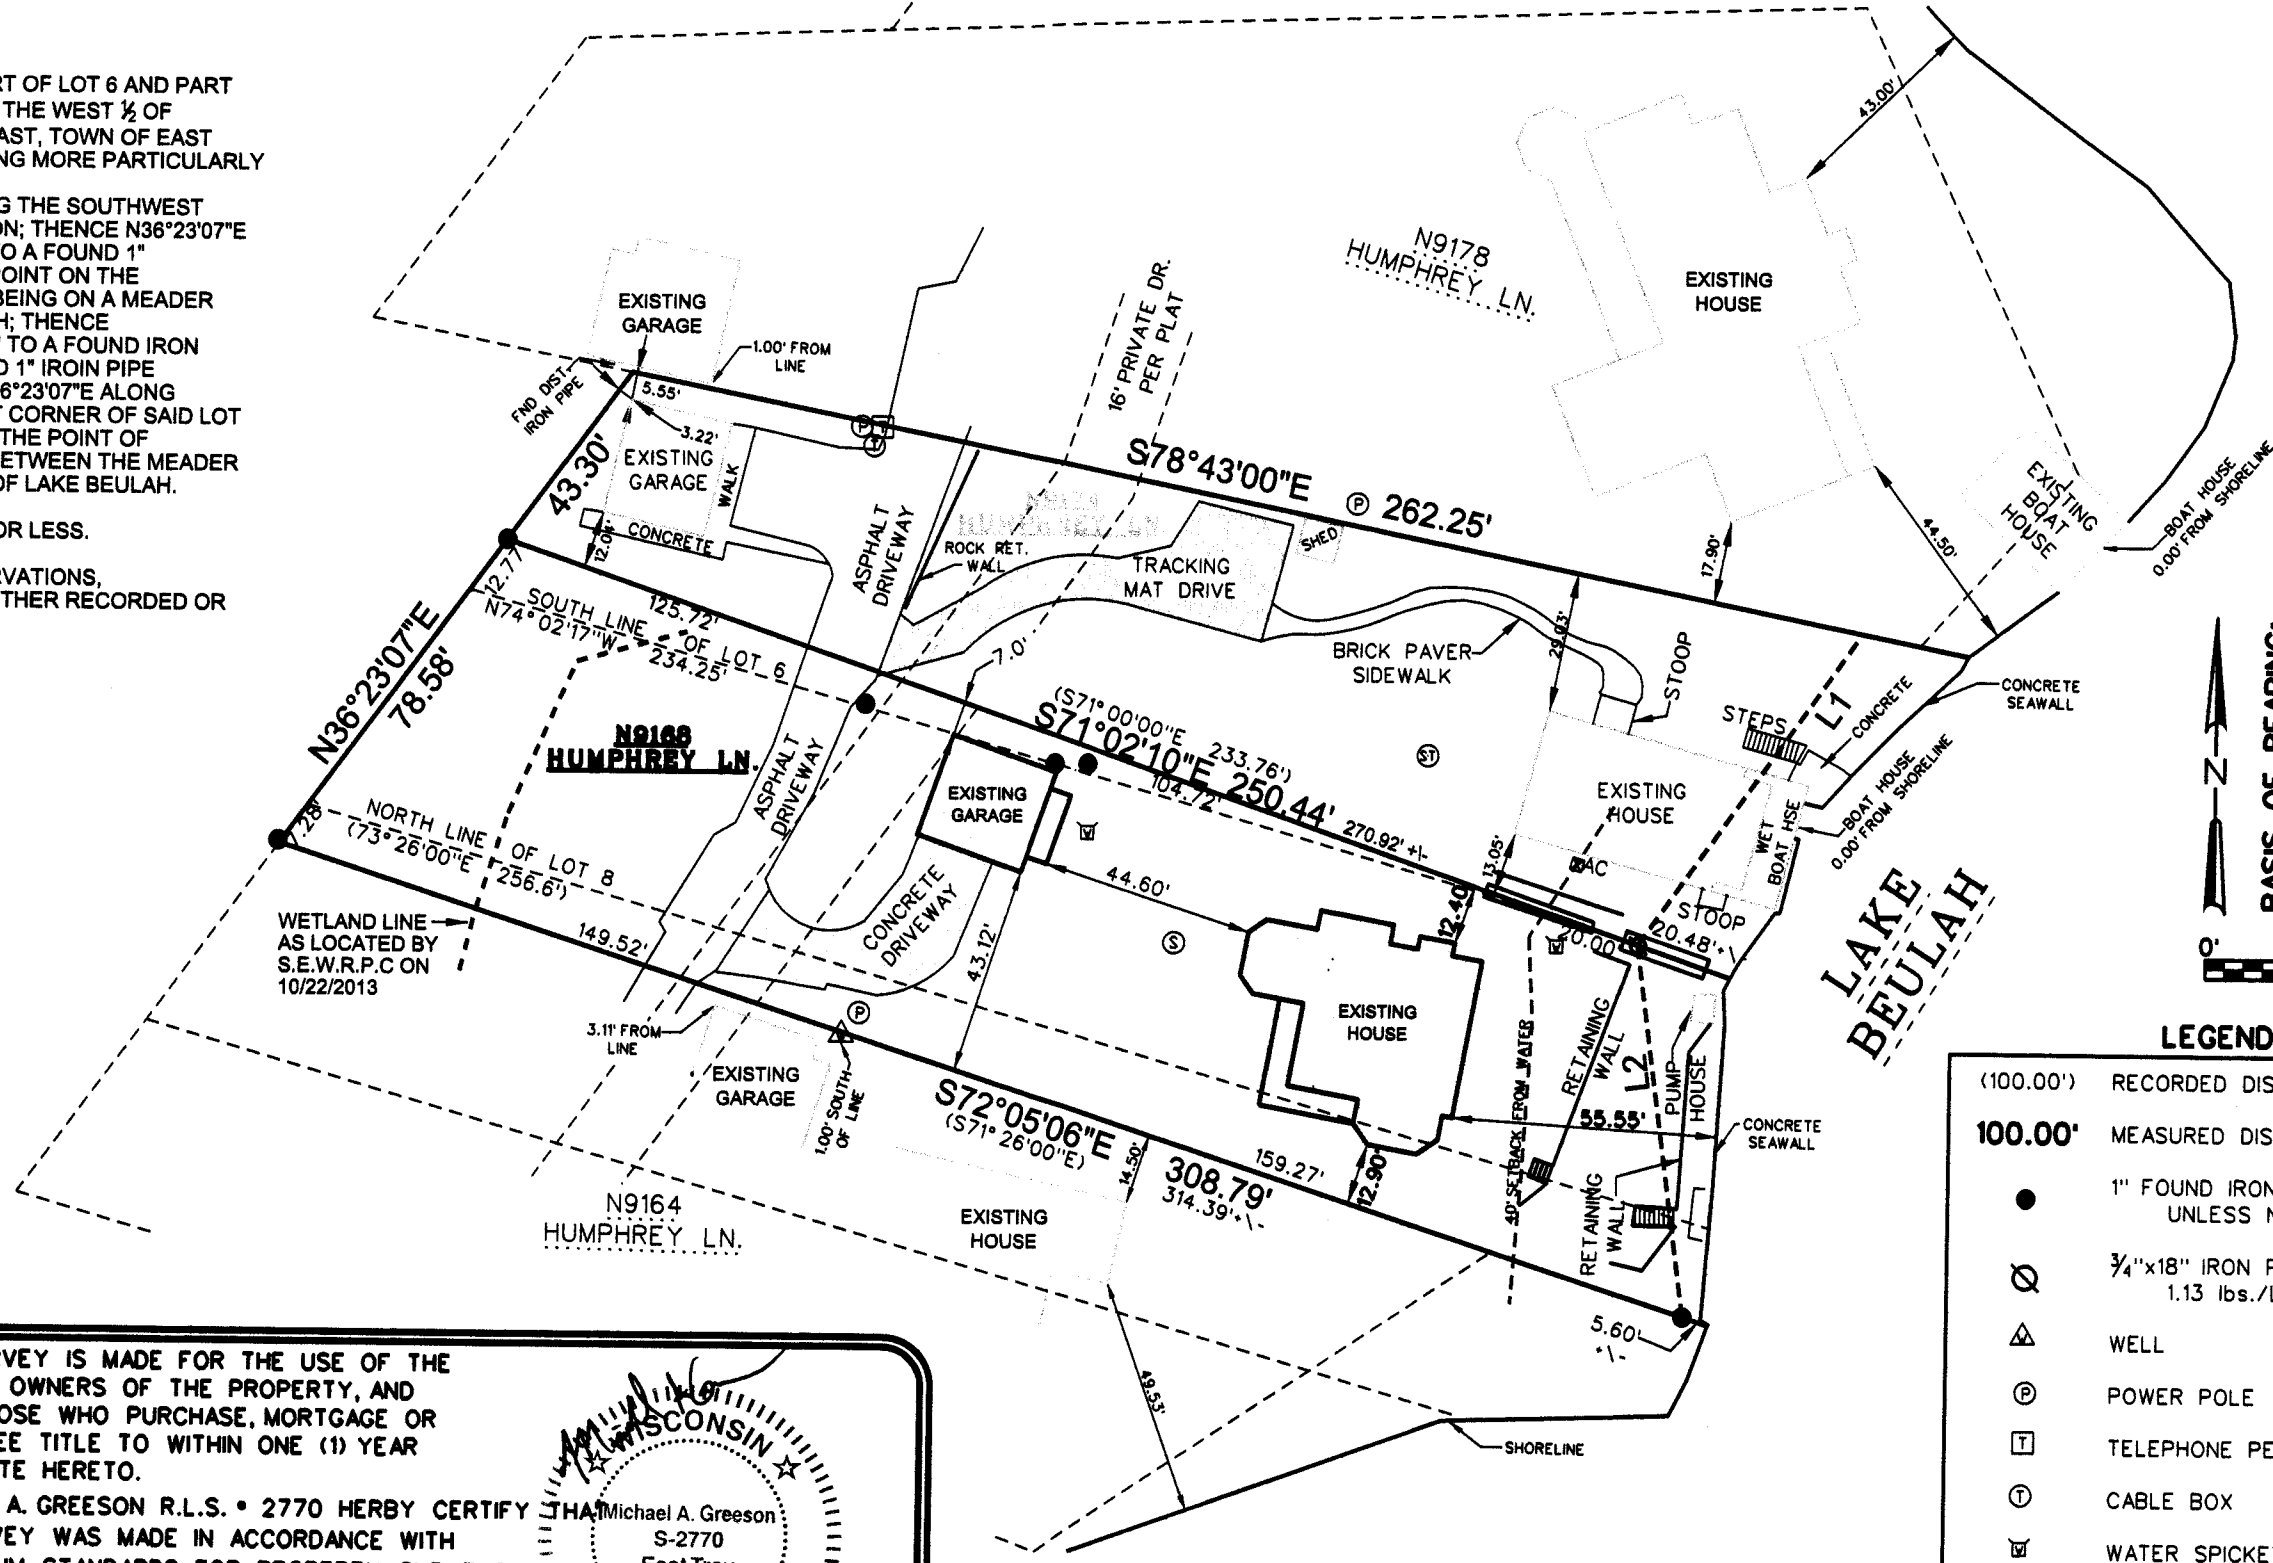 RT OF LOT 6 AND PART
THE WEST ½ OF
AST, TOWN OF EAST
NG MORE PARTICULARLY
G THE SOUTHWEST
ON; THENCE N36°23'07"E
TO A FOUND 1"
POINT ON THE
BEING ON A MEADER
H; THENCE
TO A FOUND IRON
D 1" IROIN PIPE
6°23'07"E ALONG
T CORNER OF SAID LOT
THE POINT OF
ETWEEN THE MEADER
OF LAKE BEULAH.
OR LESS.
RVATIONS,
THER RECORDED OR
43.00'
N9178
HUMPHREY LN.
EXISTING
HOUSE
EXISTING
GARAGE
1.00' FROM
LINE
16' PRIVATE DR.
PER PLAT
FND DIST.
IRON PIPE
5.55'
3.22'
EXISTING
GARAGE
WALK
CONCRETE
12.04'
43.30'
ASPHALT
DRIVEWAY
ROCK RET.
WALL
S78°43'00"E
P
262.25'
SHED
TRACKING
MAT DRIVE
17.90'
44.50'
EXISTING
BOAT
HOUSE
BOAT HOUSE
0.00' FROM SHORELINE
12.77'
SOUTH LINE OF LOT 6
N74°02'17"W 234.25'
125.72'
7.0'
BRICK PAVER
SIDEWALK
29.03'
STOOP
STEPS
L1
CONCRETE
CONCRETE
SEAWALL
N36°23'07"E
78.58'
N9168
HUMPHREY LN.
ASPHALT
DRIVEWAY
(S71°00'00"E 233.76')
S71°02'10"E 250.44'
104.72'
270.92' +\-
ST
EXISTING
GARAGE
EXISTING
HOUSE
WET
BOAT HSE
BOAT HOUSE
0.00' FROM SHORELINE
AC
STOOP
13.05'
12.40'
20.00'
20.48'+\-
NORTH LINE OF LOT 8
(73°26'00"E 256.6')
WETLAND LINE
AS LOCATED BY
S.E.W.R.P.C ON
10/22/2013
149.52'
CONCRETE
DRIVEWAY
44.60'
43.12'
S
EXISTING
HOUSE
40' SETBACK FROM WATER
RETAINING
WALL
L2
PUMP
HOUSE
55.55'
CONCRETE
SEAWALL
LAKE
BEULAH
N
BASIS OF BEARING:
0'
3.11' FROM
LINE
EXISTING
GARAGE
P
1.00' SOUTH
OF LINE
S72°05'06"E
(S71°26'00"E)
308.79'
314.39'+\-
14.50'
159.27'
12.90'
RETAINING
WALL
5.60'
+\-
N9164
HUMPHREY LN.
EXISTING
HOUSE
49.53'
SHORELINE
LEGEND
(100.00') RECORDED DIS
100.00' MEASURED DIS
1" FOUND IRON
UNLESS N
¾"x18" IRON P
1.13 lbs./L
WELL
P POWER POLE
T TELEPHONE PE
T CABLE BOX
W WATER SPICKE
VEY IS MADE FOR THE USE OF THE
OWNERS OF THE PROPERTY, AND
OSE WHO PURCHASE, MORTGAGE OR
EE TITLE TO WITHIN ONE (1) YEAR
TE HERETO.
A. GREESON R.L.S. • 2770 HERBY CERTIFY THAT
VEY WAS MADE IN ACCORDANCE WITH
WISCONSIN
Michael A. Greeson
S-2770
East Troy